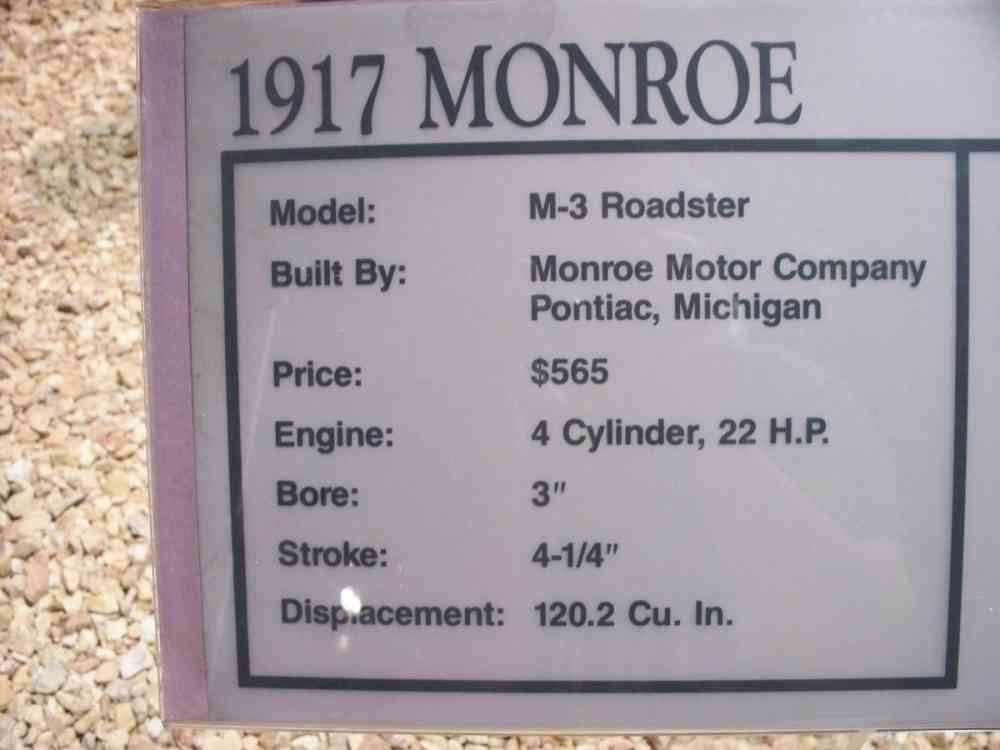 1917 MONROE
Model: M-3 Roadster
Built By: Monroe Motor Company
Pontiac, Michigan
Price: $565
Engine: 4 Cylinder, 22 H.P.
Bore: 3"
Stroke: 4-1/4"
Displacement: 120.2 Cu. In.